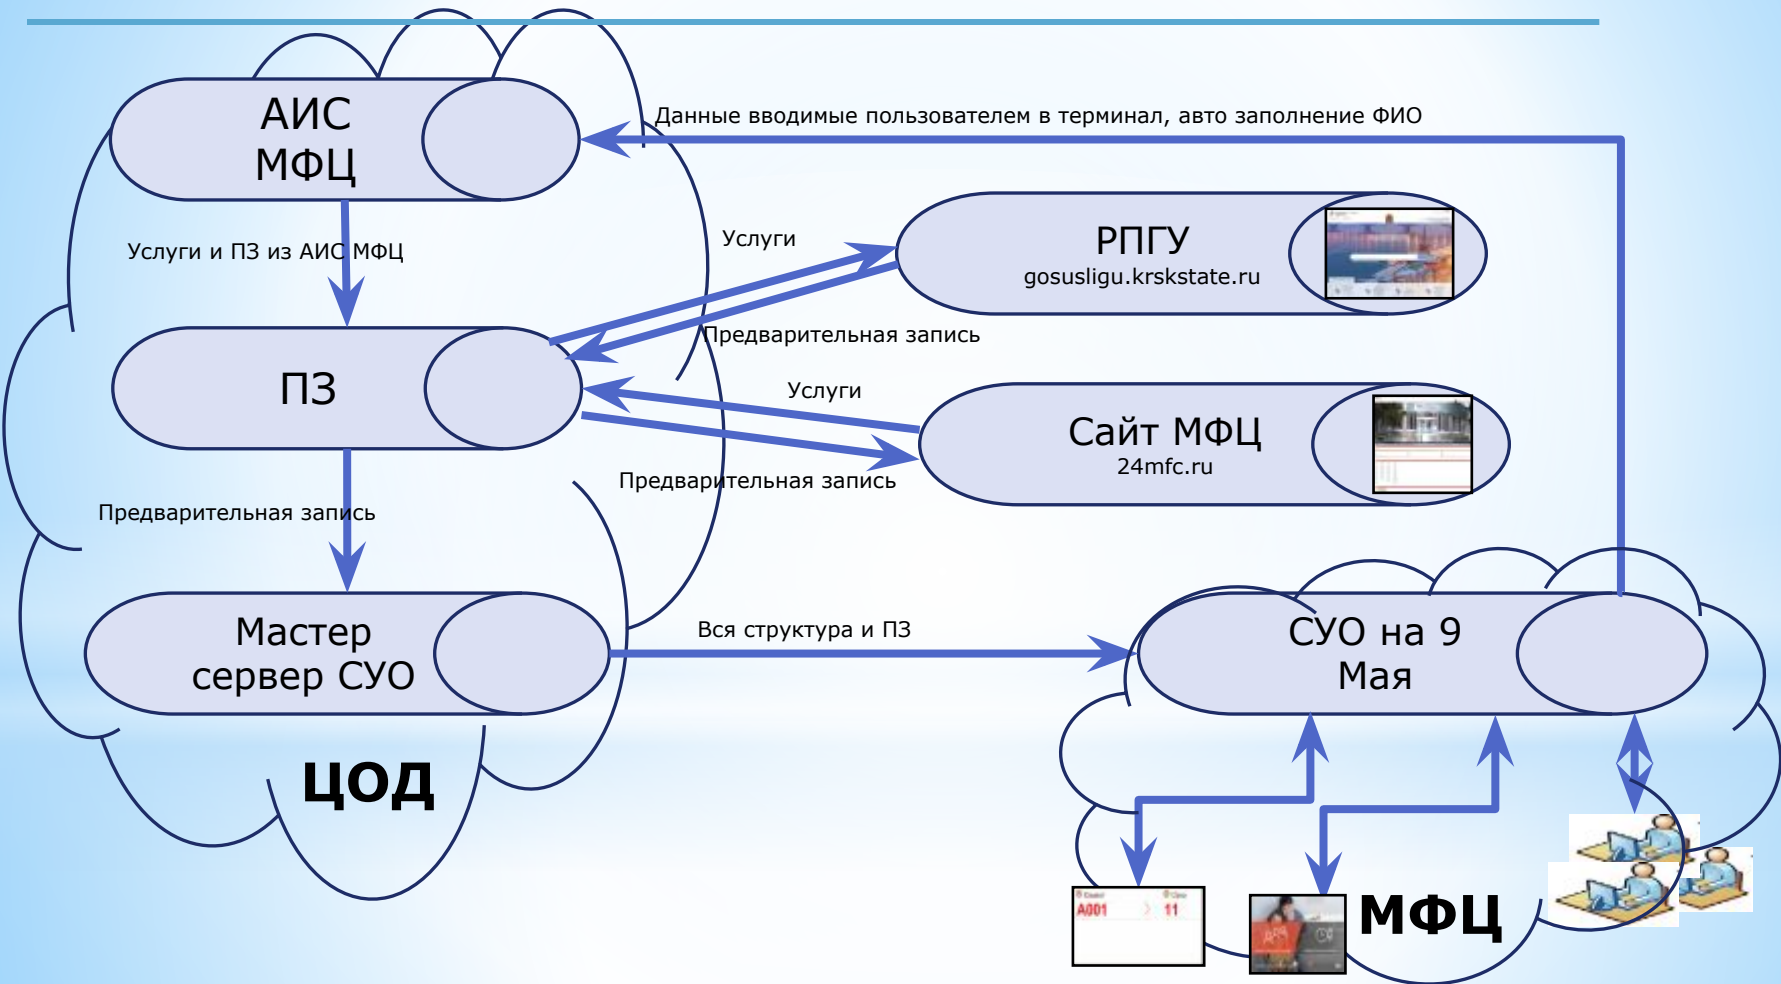 АИС
МФЦ
Данные вводимые пользователем в терминал, авто заполнение ФИО
Услуги и ПЗ из АИС МФЦ
Услуги
РПГУ
gosusligu.krskstate.ru
Предварительная запись
ПЗ
Услуги
Сайт МФЦ
24mfc.ru
Предварительная запись
Предварительная запись
Мастер
сервер СУО
Вся структура и ПЗ
СУО на 9
Мая
ЦОД
A001
11
МФЦ